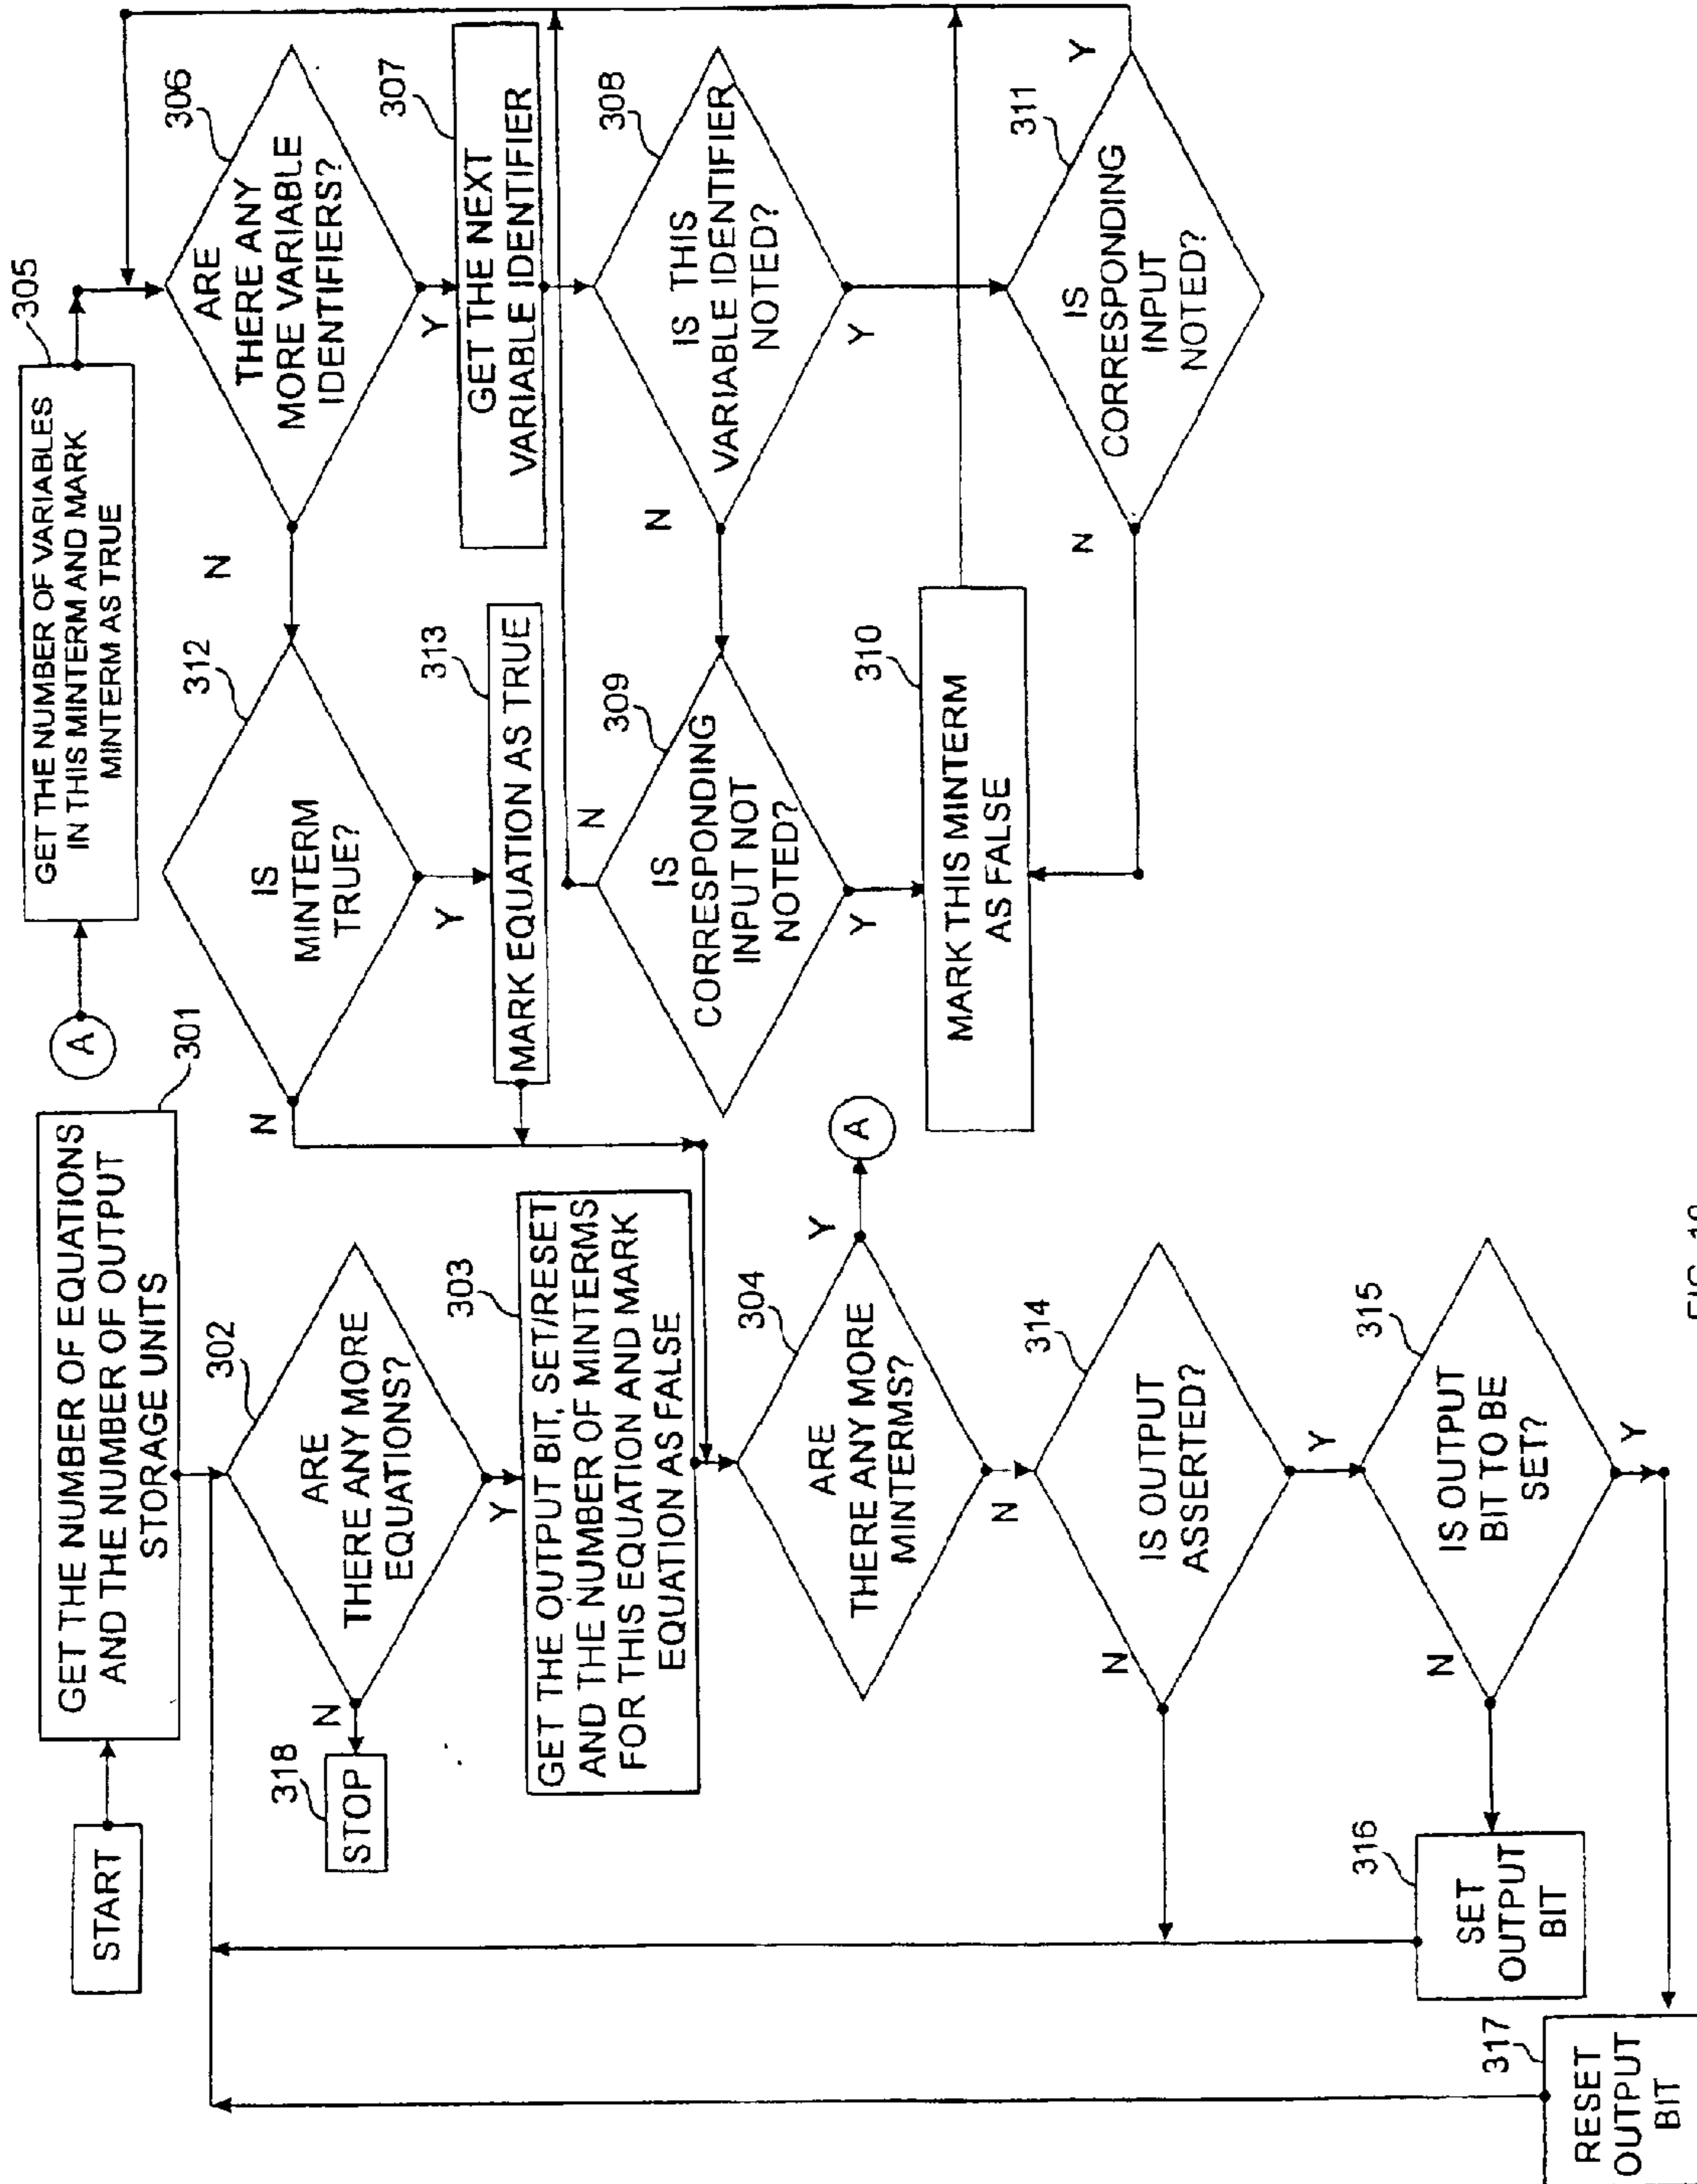 START
GET THE NUMBER OF EQUATIONS
AND THE NUMBER OF OUTPUT
STORAGE UNITS
301
302
ARE
THERE ANY MORE
EQUATIONS?
N
318
STOP
Y
303
GET THE OUTPUT BIT, SET/RESET
AND THE NUMBER OF MINTERMS
FOR THIS EQUATION AND MARK
EQUATION AS FALSE
304
ARE
THERE ANY MORE
MINTERMS?
Y
A
N
314
IS OUTPUT
ASSERTED?
N
Y
315
IS OUTPUT
BIT TO BE
SET?
N
Y
316
SET
OUTPUT
BIT
317
RESET
OUTPUT
BIT
A
305
GET THE NUMBER OF VARIABLES
IN THIS MINTERM AND MARK
MINTERM AS TRUE
306
ARE
THERE ANY
MORE VARIABLE
IDENTIFIERS?
N
Y
312
IS
MINTERM
TRUE?
N
Y
313
MARK EQUATION AS TRUE
307
GET THE NEXT
VARIABLE IDENTIFIER
308
IS THIS
VARIABLE IDENTIFIER
NOTED?
N
Y
309
IS
CORRESPONDING
INPUT NOT
NOTED?
N
Y
310
MARK THIS MINTERM
AS FALSE
311
IS
CORRESPONDING
INPUT
NOTED?
N
Y